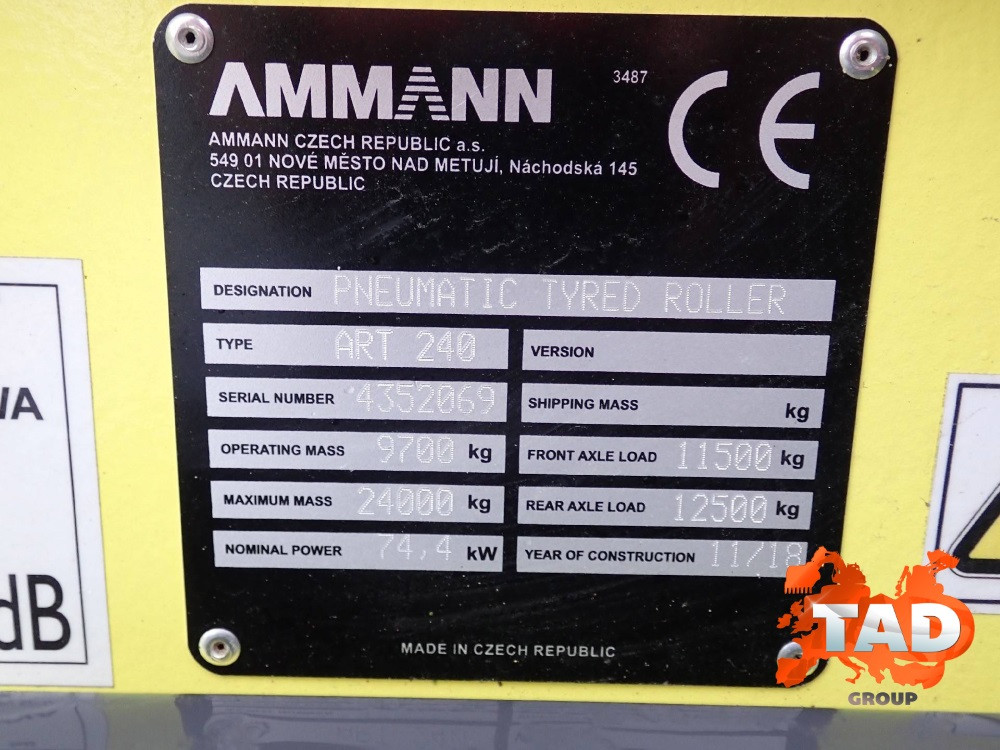 AMMANN
3487
CE
AMMANN CZECH REPUBLIC a.s.
549 01 NOVÉ MĚSTO NAD METUJÍ, Náchodská 145
CZECH REPUBLIC
DESIGNATION PNEUMATIC TYRED ROLLER
TYPE ART 240
VERSION
SERIAL NUMBER 4352069
SHIPPING MASS kg
OPERATING MASS 9700 kg
FRONT AXLE LOAD 11500 kg
MAXIMUM MASS 24000 kg
REAR AXLE LOAD 12500 kg
NOMINAL POWER 74,4 kW
YEAR OF CONSTRUCTION 11/18
MADE IN CZECH REPUBLIC
WA
dB
TAD
GROUP